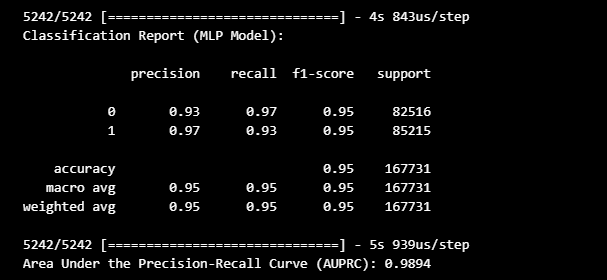 5242/5242 [==============================] - 4s 843us/step
Classification Report (MLP Model):
precision recall f1-score support
0 0.93 0.97 0.95 82516
1 0.97 0.93 0.95 85215
accuracy 0.95 167731
macro avg 0.95 0.95 0.95 167731
weighted avg 0.95 0.95 0.95 167731
5242/5242 [==============================] - 5s 939us/step
Area Under the Precision-Recall Curve (AUPRC): 0.9894